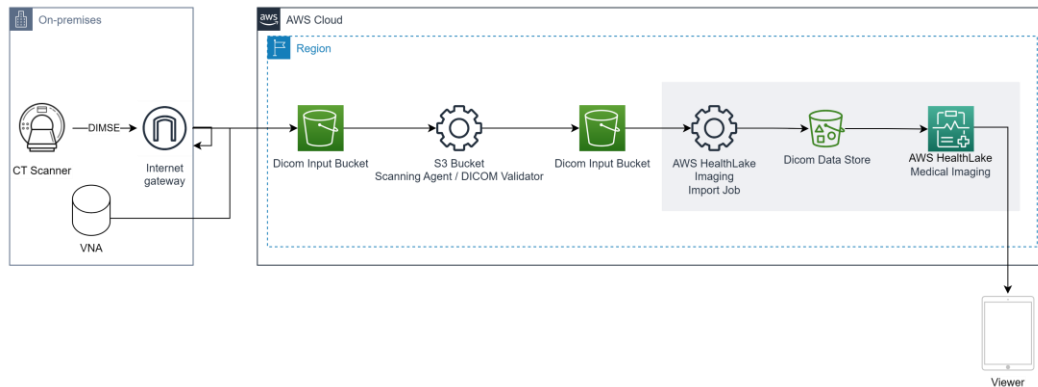 On-premises
aws
AWS Cloud
Region
DIMSE
CT Scanner
Internet
gateway
VNA
Dicom Input Bucket
S3 Bucket
Scanning Agent / DICOM Validator
Dicom Input Bucket
AWS HealthLake
Imaging
Import Job
Dicom Data Store
AWS HealthLake
Medical Imaging
Viewer